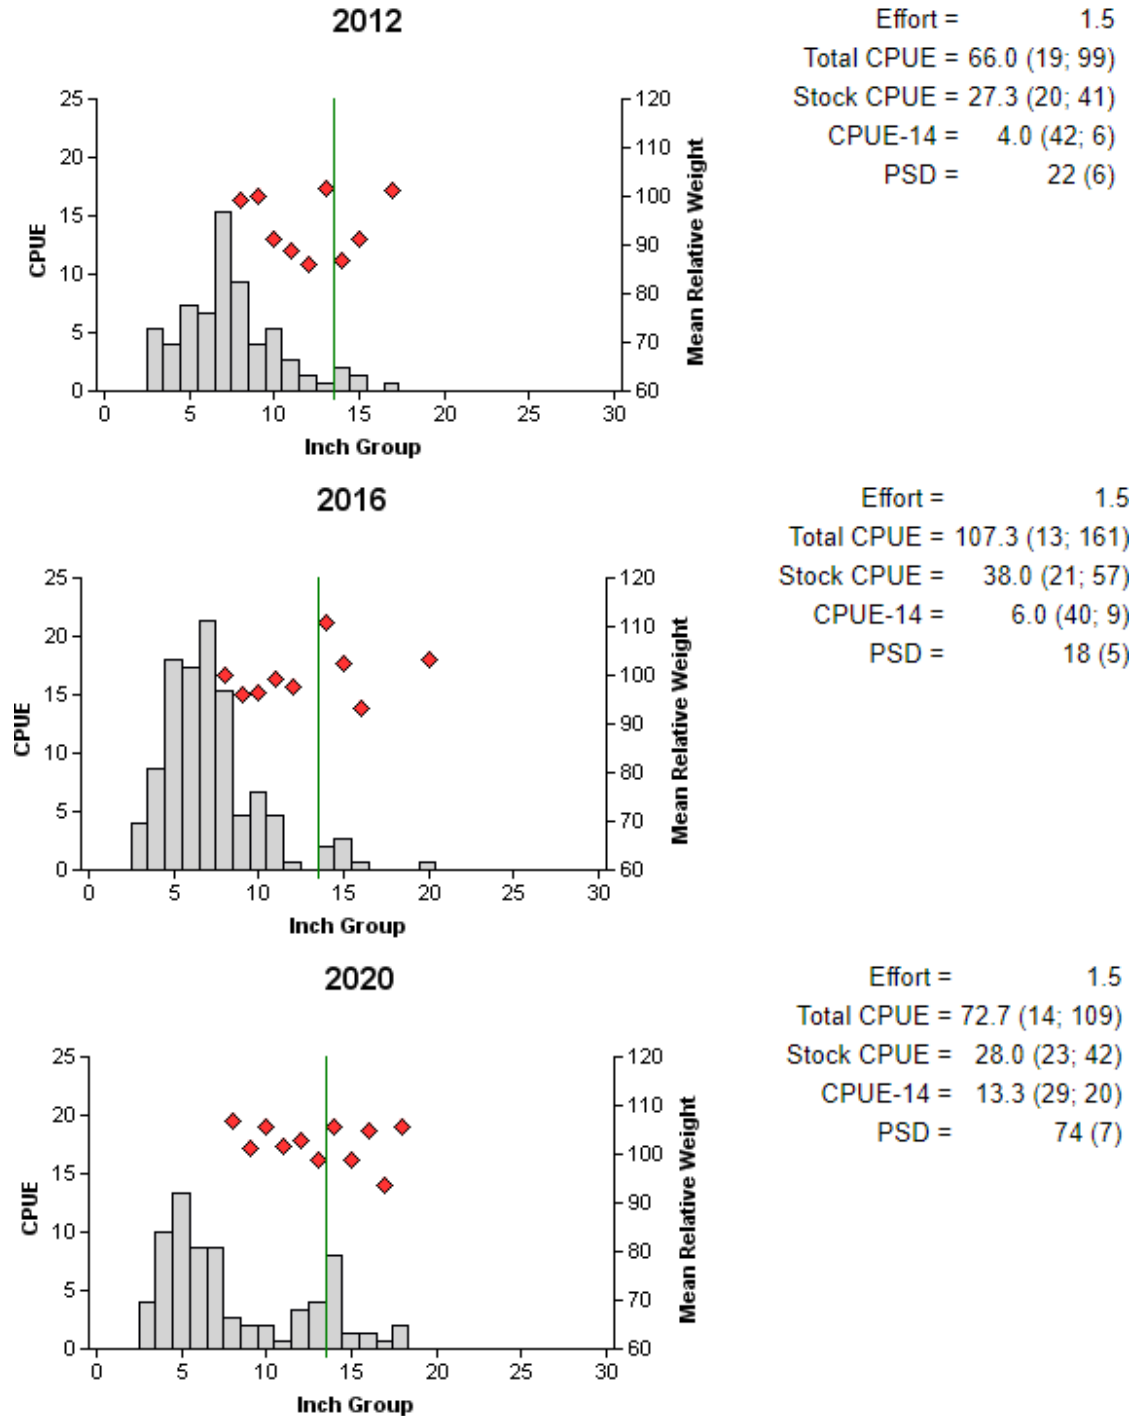 2012
Effort = 1.5
Total CPUE = 66.0 (19; 99)
Stock CPUE = 27.3 (20; 41)
CPUE-14 = 4.0 (42; 6)
PSD = 22 (6)
25 120
110
20
100
15
90
10
80
5
70
0 60
CPUE
Mean Relative Weight
0 5 10 15 20 25 30
Inch Group
2016
Effort = 1.5
Total CPUE = 107.3 (13; 161)
Stock CPUE = 38.0 (21; 57)
CPUE-14 = 6.0 (40; 9)
PSD = 18 (5)
25 120
110
20
100
15
90
10
80
5
70
0 60
CPUE
Mean Relative Weight
0 5 10 15 20 25 30
Inch Group
2020
Effort = 1.5
Total CPUE = 72.7 (14; 109)
Stock CPUE = 28.0 (23; 42)
CPUE-14 = 13.3 (29; 20)
PSD = 74 (7)
25 120
110
20
100
15
90
10
80
5
70
0 60
CPUE
Mean Relative Weight
0 5 10 15 20 25 30
Inch Group